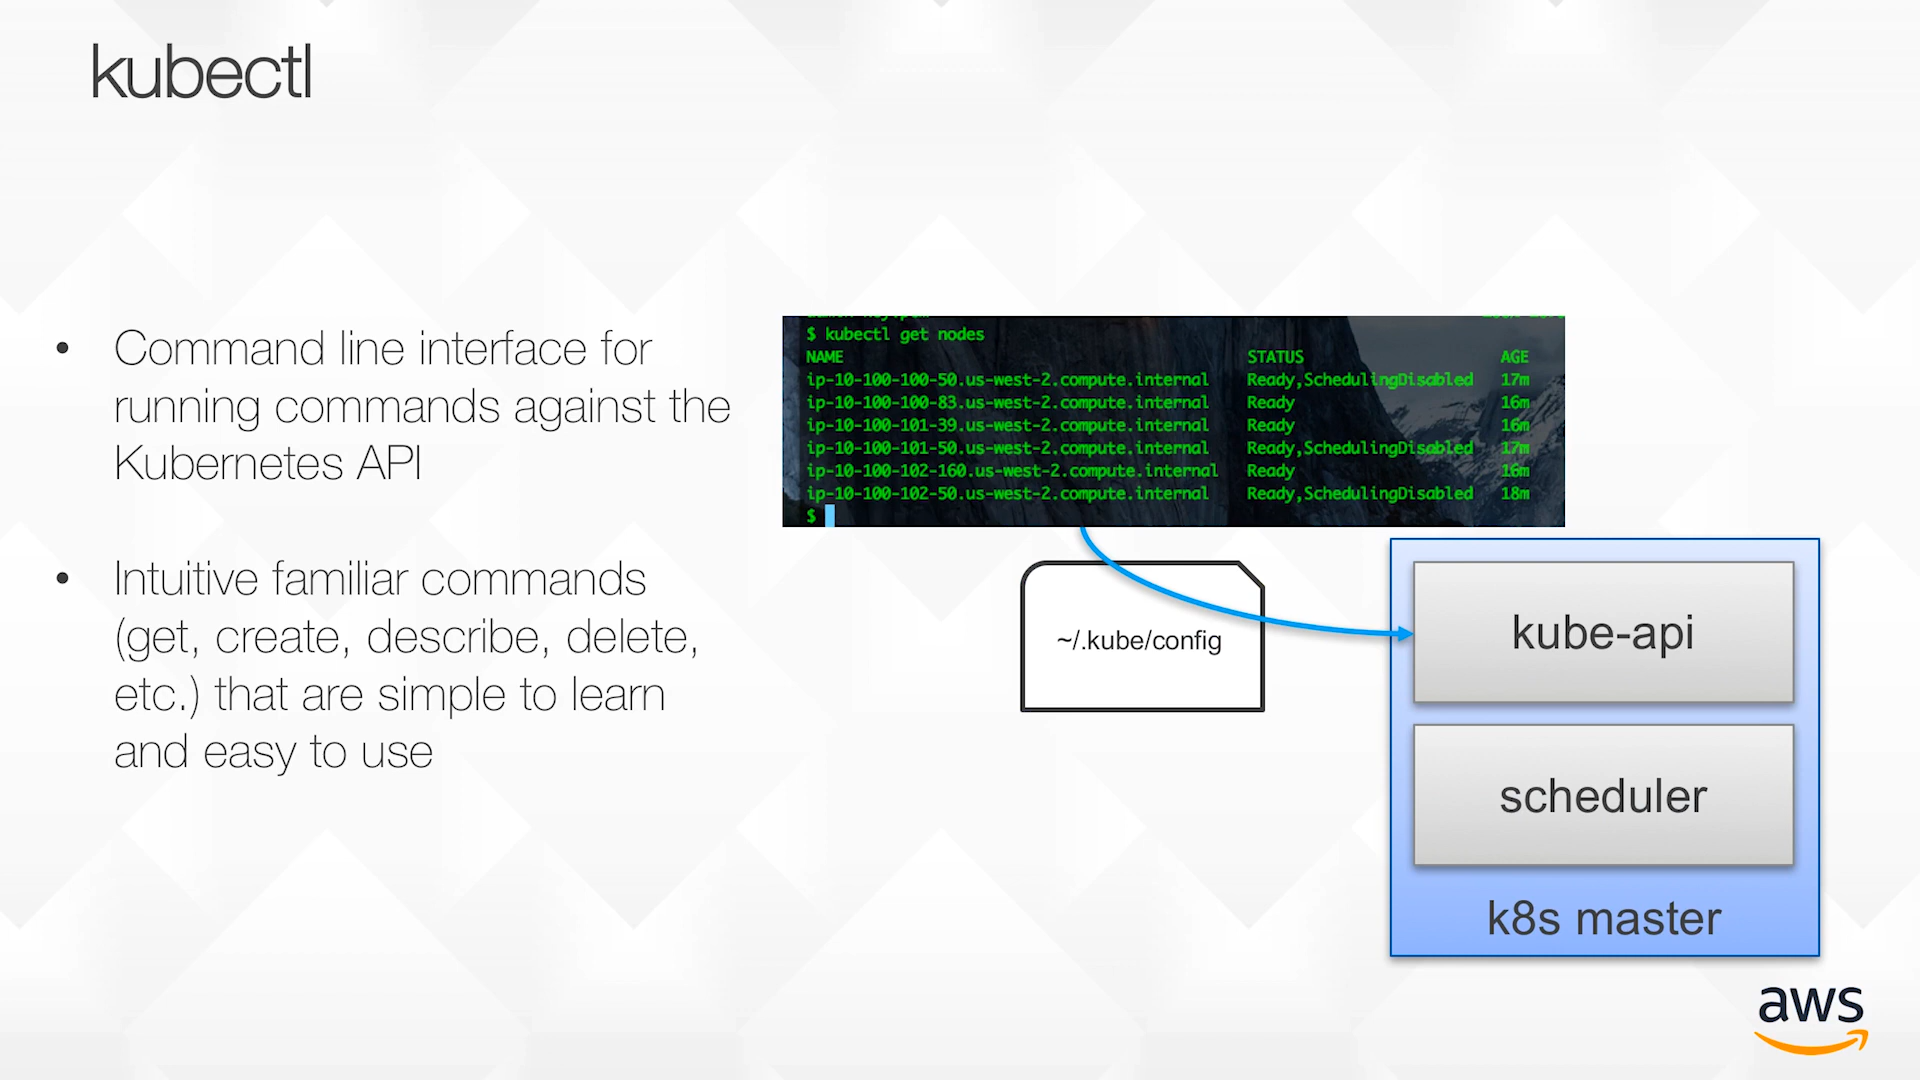 kubectl
• Command line interface for
running commands against the
Kubernetes API
• Intuitive familiar commands
(get, create, describe, delete,
etc.) that are simple to learn
and easy to use
$ kubectl get nodes
NAME STATUS AGE
ip-10-100-100-50.us-west-2.compute.internal Ready,SchedulingDisabled 17m
ip-10-100-100-83.us-west-2.compute.internal Ready 16m
ip-10-100-101-39.us-west-2.compute.internal Ready 16m
ip-10-100-101-50.us-west-2.compute.internal Ready,SchedulingDisabled 17m
ip-10-100-102-160.us-west-2.compute.internal Ready 16m
ip-10-100-102-50.us-west-2.compute.internal Ready,SchedulingDisabled 18m
$
~/.kube/config
kube-api
scheduler
k8s master
aws